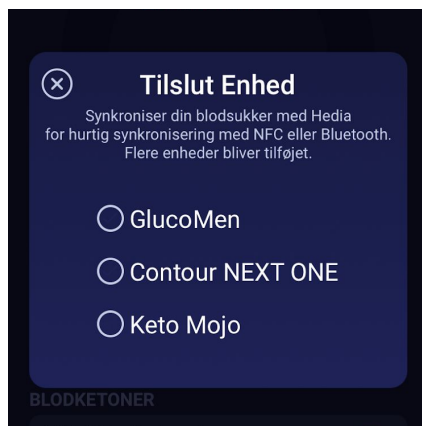 Tilslut Enhed
Synkroniser din blodsukker med Hedia
for hurtig synkronisering med NFC eller Bluetooth.
Flere enheder bliver tilføjet.
GlucoMen
Contour NEXT ONE
Keto Mojo
BLODKETONER